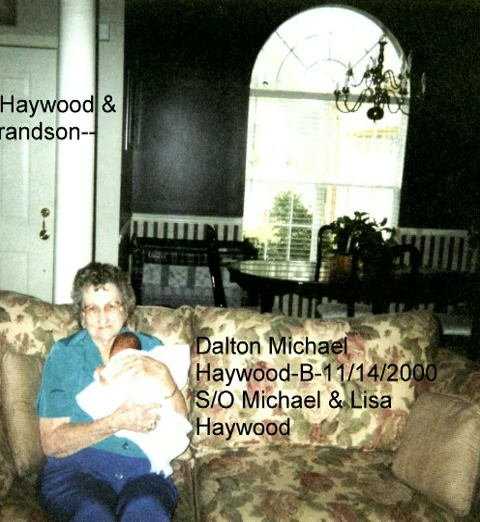 Haywood &
randson--
Dalton Michael
Haywood-B-11/14/2000
S/O Michael & Lisa
Haywood